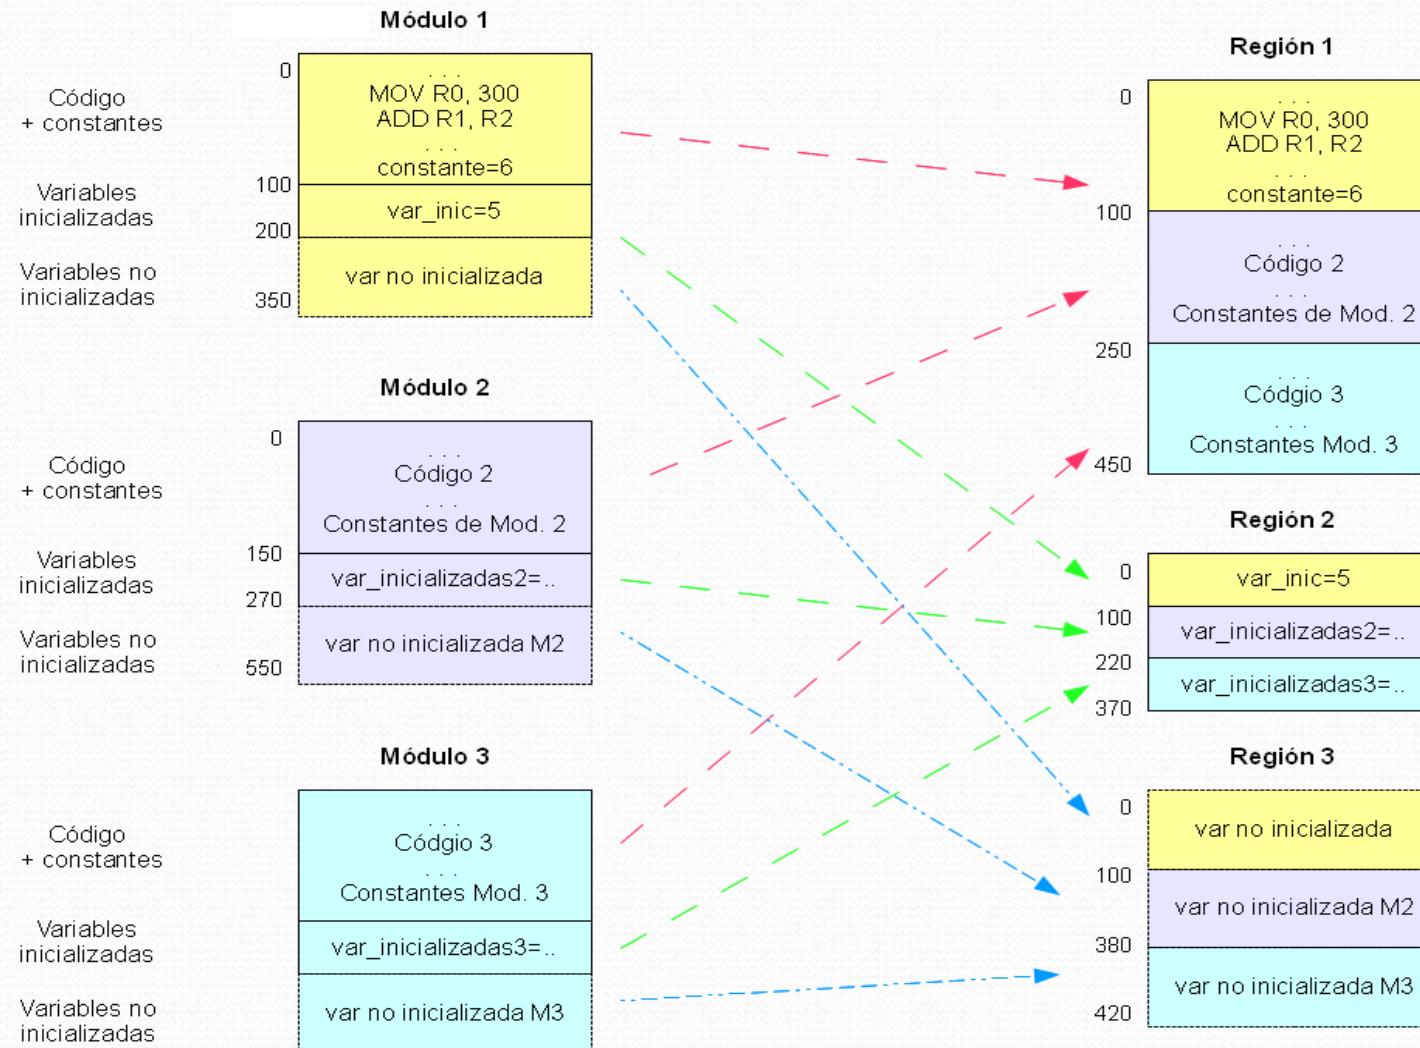 Módulo 1
0
Código
+ constantes
. . .
MOV R0, 300
ADD R1, R2
. . .
constante=6
100
Variables
inicializadas
var_inic=5
200
Variables no
inicializadas
var no inicializada
350
Módulo 2
0
Código
+ constantes
. . .
Código 2
. . .
Constantes de Mod. 2
150
Variables
inicializadas
var_inicializadas2=..
270
Variables no
inicializadas
var no inicializada M2
550
Módulo 3
Código
+ constantes
. . .
Códgio 3
. . .
Constantes Mod. 3
Variables
inicializadas
var_inicializadas3=..
Variables no
inicializadas
var no inicializada M3
Región 1
0
. . .
MOV R0, 300
ADD R1, R2
. . .
constante=6
100
. . .
Código 2
. . .
Constantes de Mod. 2
250
. . .
Códgio 3
. . .
Constantes Mod. 3
450
Región 2
0
var_inic=5
100
var_inicializadas2=..
220
var_inicializadas3=..
370
Región 3
0
var no inicializada
100
var no inicializada M2
380
var no inicializada M3
420